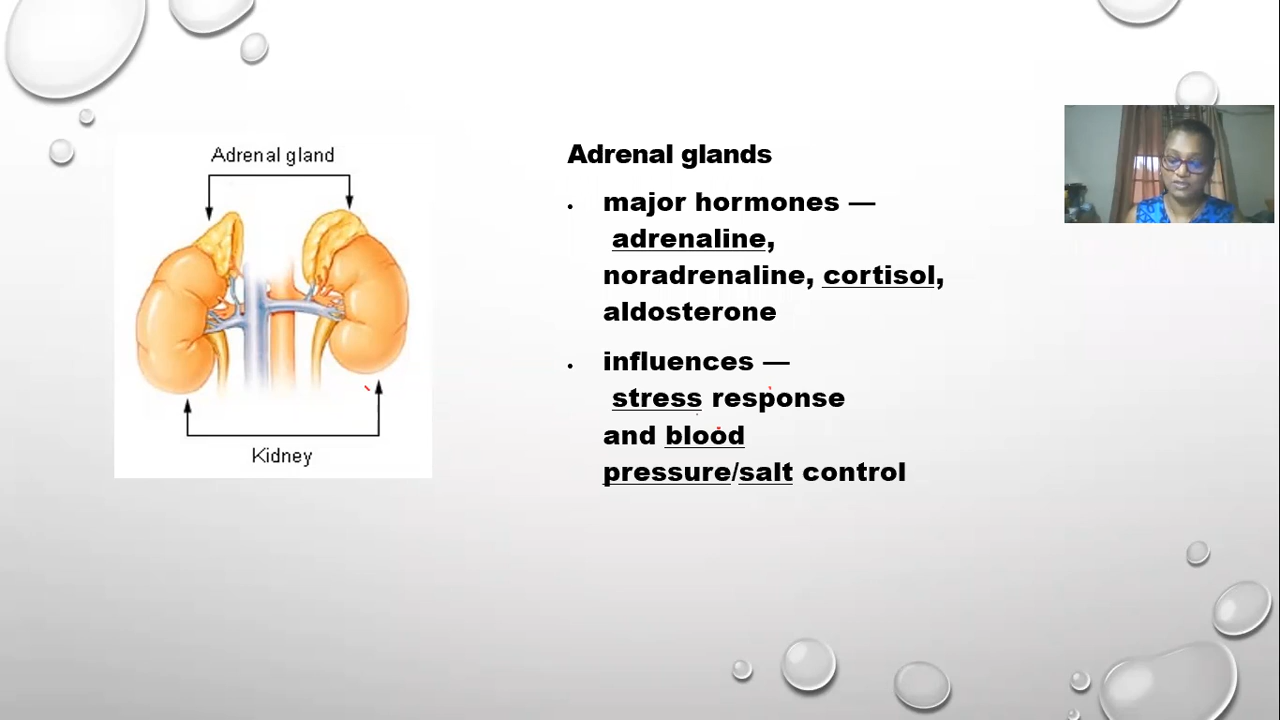 Adrenal gland
Kidney
Adrenal glands
• major hormones —
adrenaline,
noradrenaline, cortisol,
aldosterone
• influences —
stress response
and blood
pressure/salt control